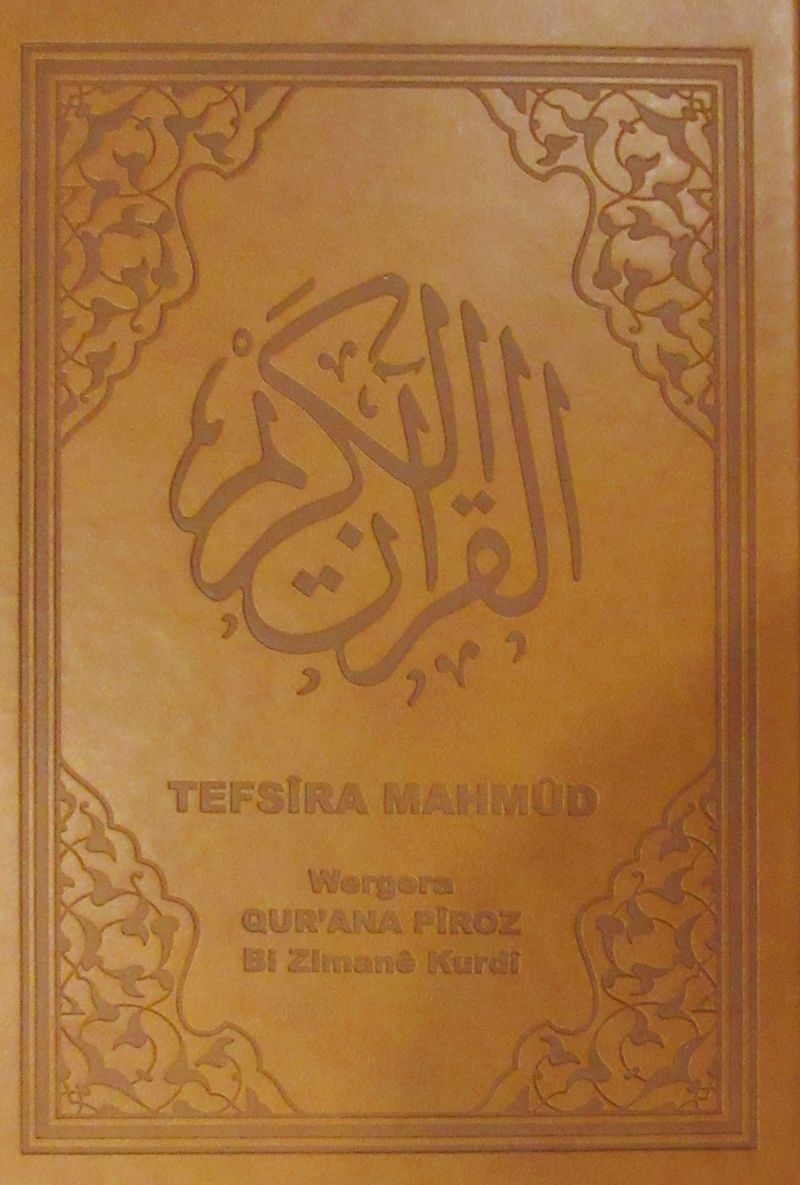 القرآن الكريم
TEFSÎRA MAHMÛD
Wergera
QUR'ANA PÎROZ
Bi Zimanê Kurdî